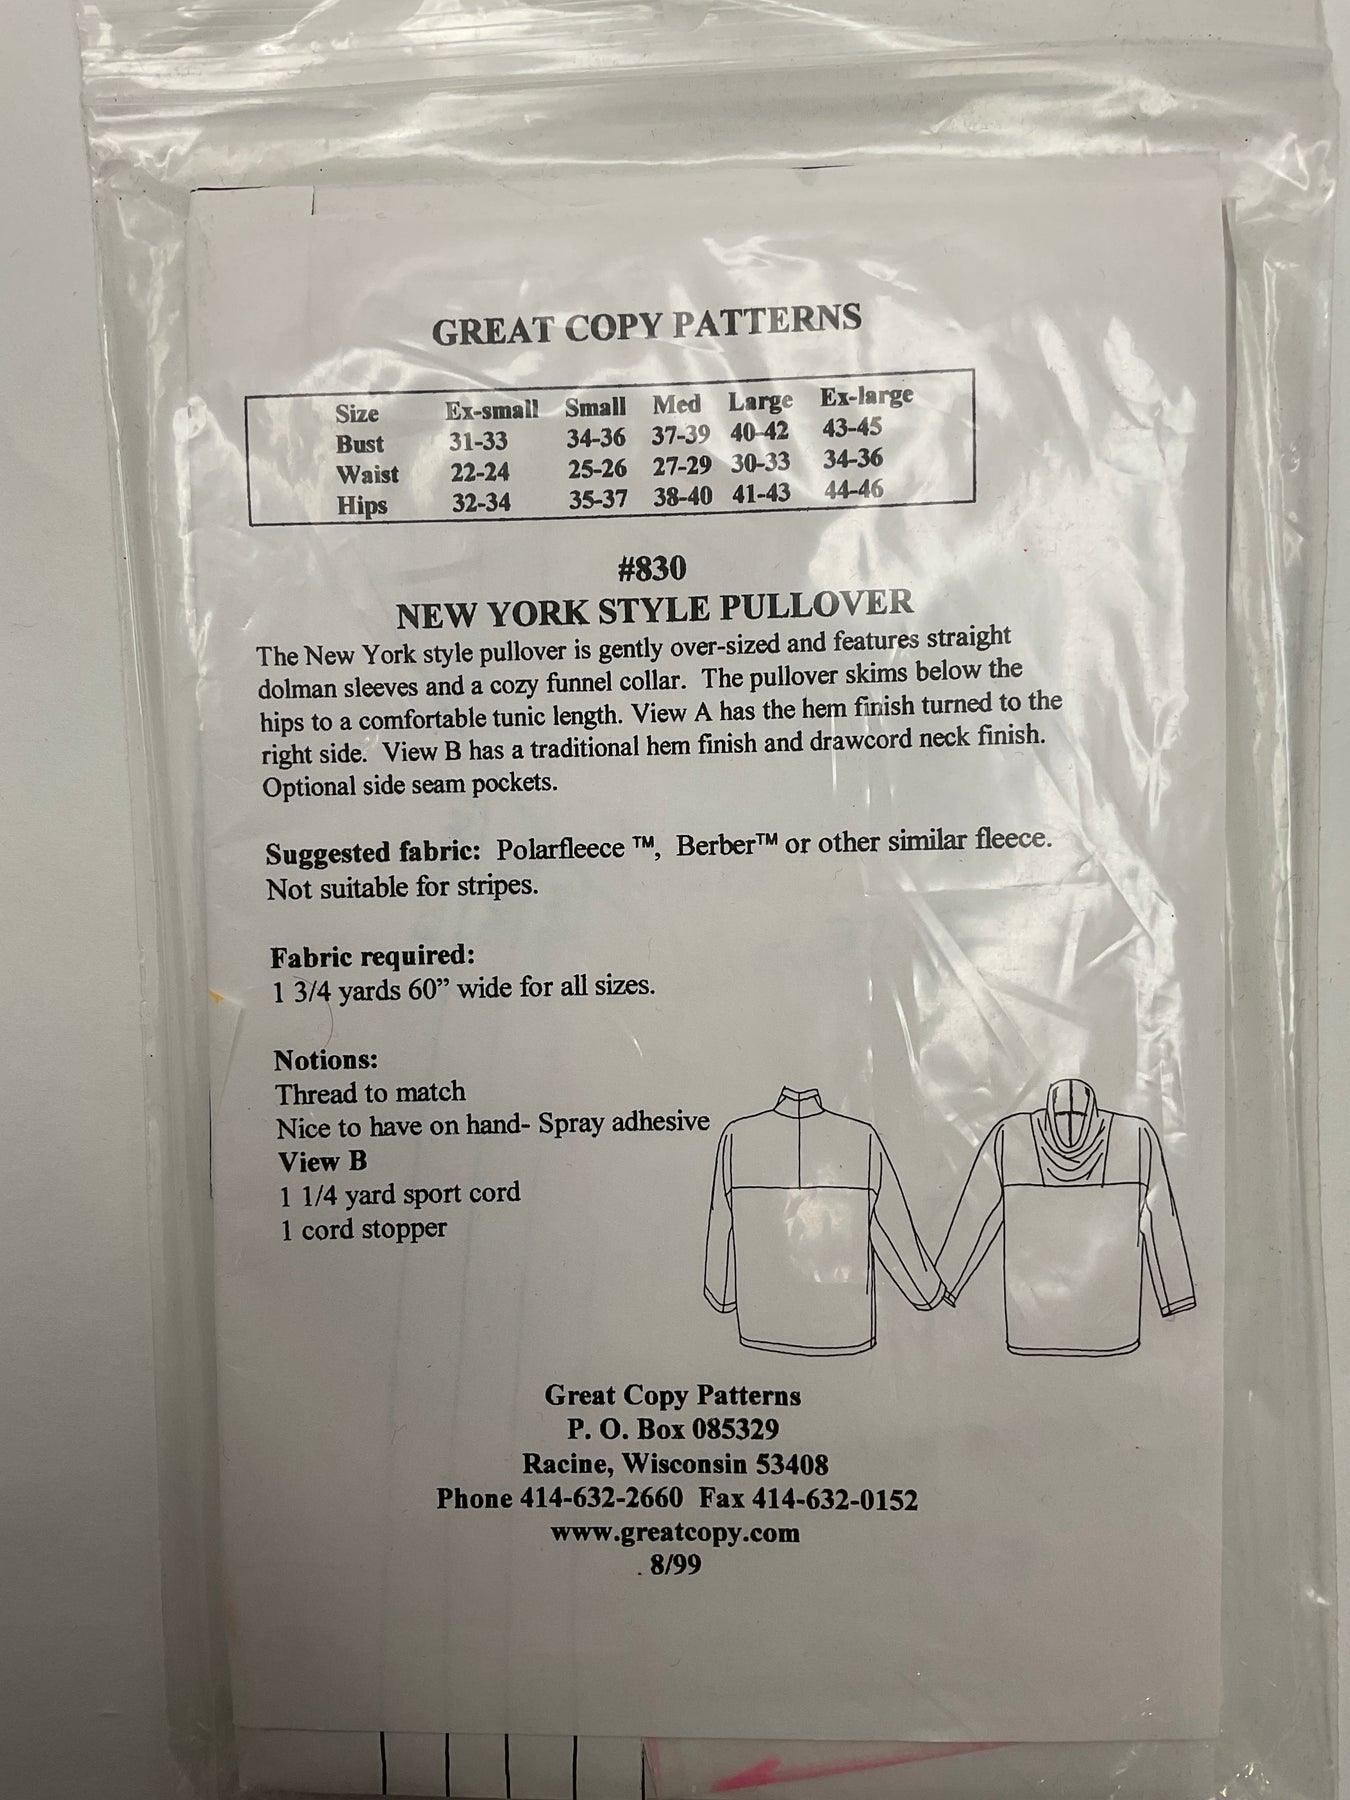 GREAT COPY PATTERNS
Size Ex-small Small Med Large Ex-large
Bust 31-33 34-36 37-39 40-42 43-45
Waist 22-24 25-26 27-29 30-33 34-36
Hips 32-34 35-37 38-40 41-43 44-46
#830
NEW YORK STYLE PULLOVER
The New York style pullover is gently over-sized and features straight
dolman sleeves and a cozy funnel collar. The pullover skims below the
hips to a comfortable tunic length. View A has the hem finish turned to the
right side. View B has a traditional hem finish and drawcord neck finish.
Optional side seam pockets.
Suggested fabric: Polarfleece ™, Berber™ or other similar fleece.
Not suitable for stripes.
Fabric required:
1 3/4 yards 60” wide for all sizes.
Notions:
Thread to match
Nice to have on hand- Spray adhesive
View B
1 1/4 yard sport cord
1 cord stopper
Great Copy Patterns
P. O. Box 085329
Racine, Wisconsin 53408
Phone 414-632-2660 Fax 414-632-0152
www.greatcopy.com
. 8/99